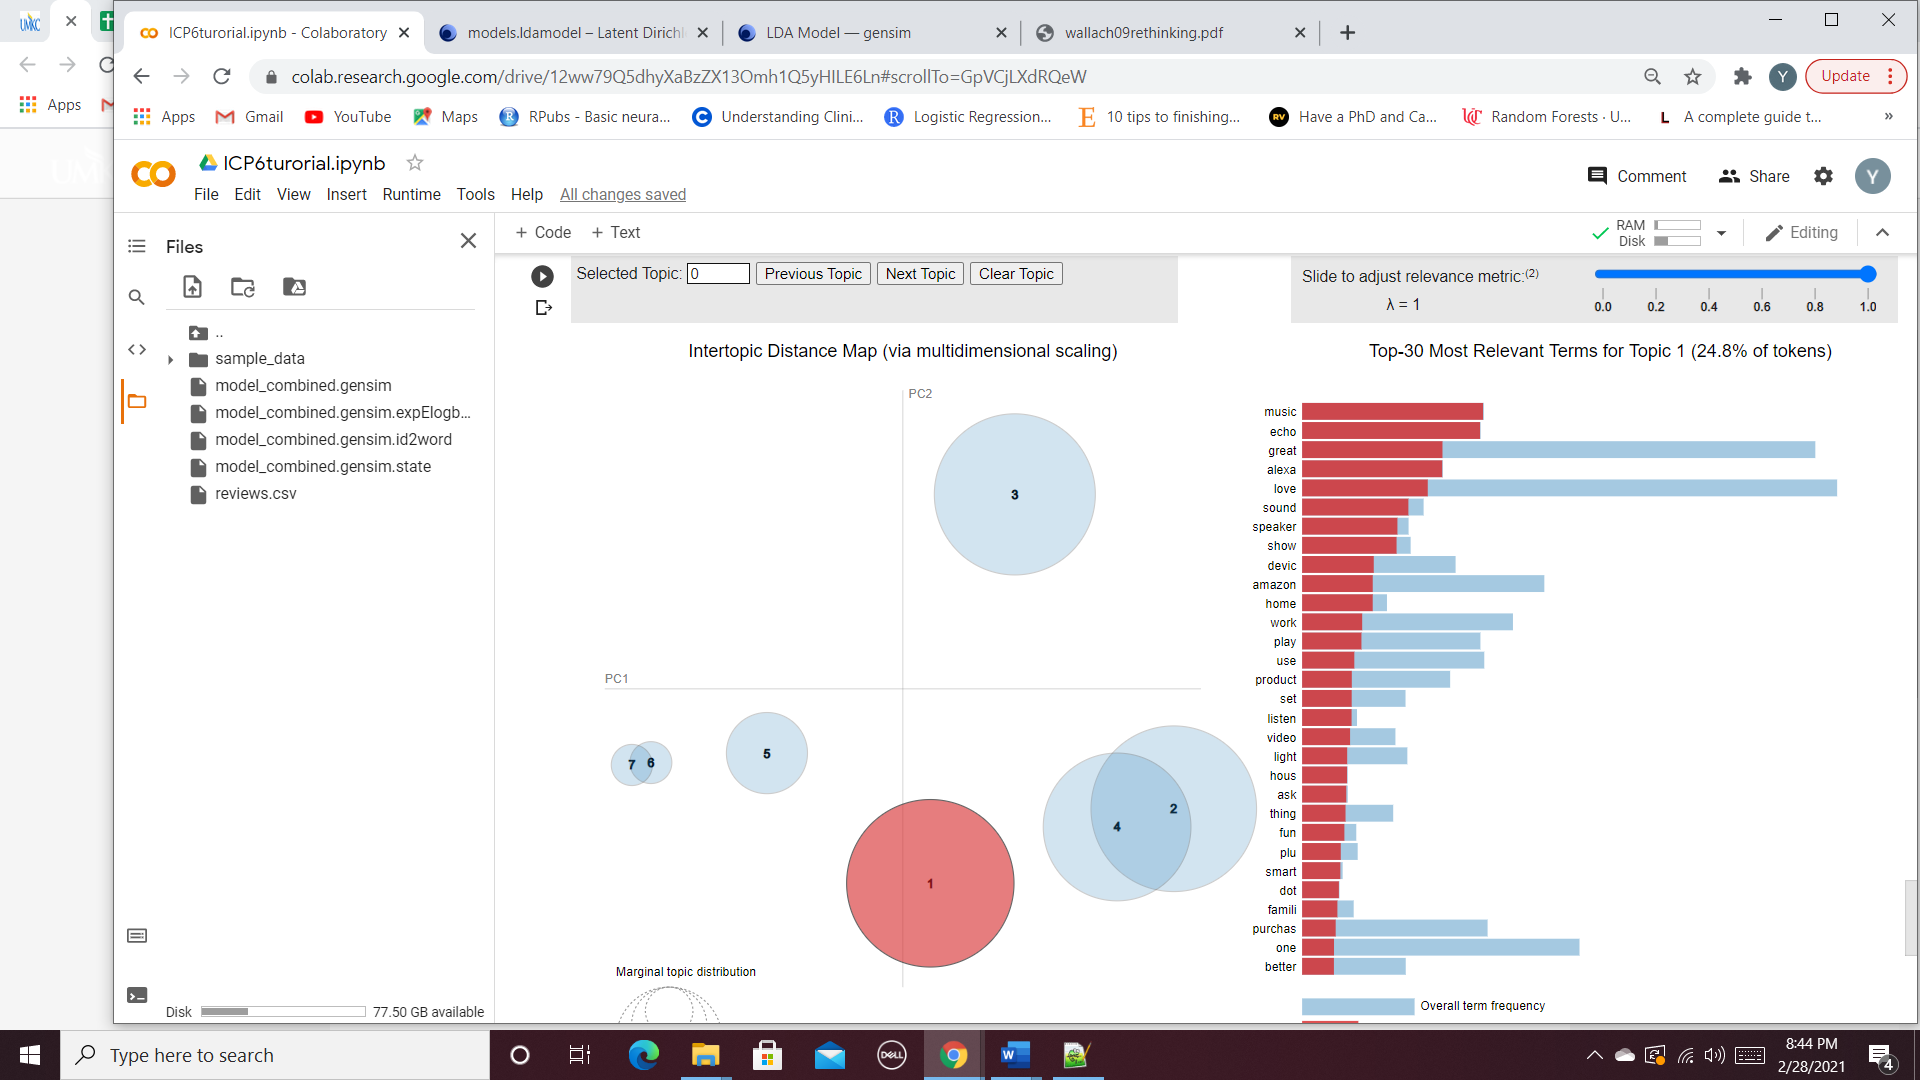 UMKC
ICP6turorial.ipynb - Colaboratory
models.ldamodel – Latent Dirichl
LDA Model — gensim
wallach09rethinking.pdf
colab.research.google.com/drive/12ww79Q5dhyXaBzZX13Omh1Q5yHILE6Ln#scrollTo=GpVCjLXdRQeW
Y
Update
Apps
Apps
Gmail
YouTube
Maps
RPubs - Basic neura...
Understanding Clini...
Logistic Regression...
10 tips to finishing...
Have a PhD and Ca...
Random Forests · U...
A complete guide t...
»
ICP6turorial.ipynb
File Edit View Insert Runtime Tools Help All changes saved
Comment
Share
Y
+ Code + Text
RAM
Disk
Editing
Files
..
sample_data
model_combined.gensim
model_combined.gensim.expElogb...
model_combined.gensim.id2word
model_combined.gensim.state
reviews.csv
Disk
77.50 GB available
Selected Topic: 0 Previous Topic Next Topic Clear Topic
Slide to adjust relevance metric:(2)
λ = 1
0.0 0.2 0.4 0.6 0.8 1.0
Intertopic Distance Map (via multidimensional scaling)
PC2
3
PC1
5
7 6
2
4
1
Marginal topic distribution
Top-30 Most Relevant Terms for Topic 1 (24.8% of tokens)
music
echo
great
alexa
love
sound
speaker
show
devic
amazon
home
work
play
use
product
set
listen
video
light
hous
ask
thing
fun
plu
smart
dot
famili
purchas
one
better
Overall term frequency
Type here to search
DELL
W
8:44 PM
2/28/2021
4